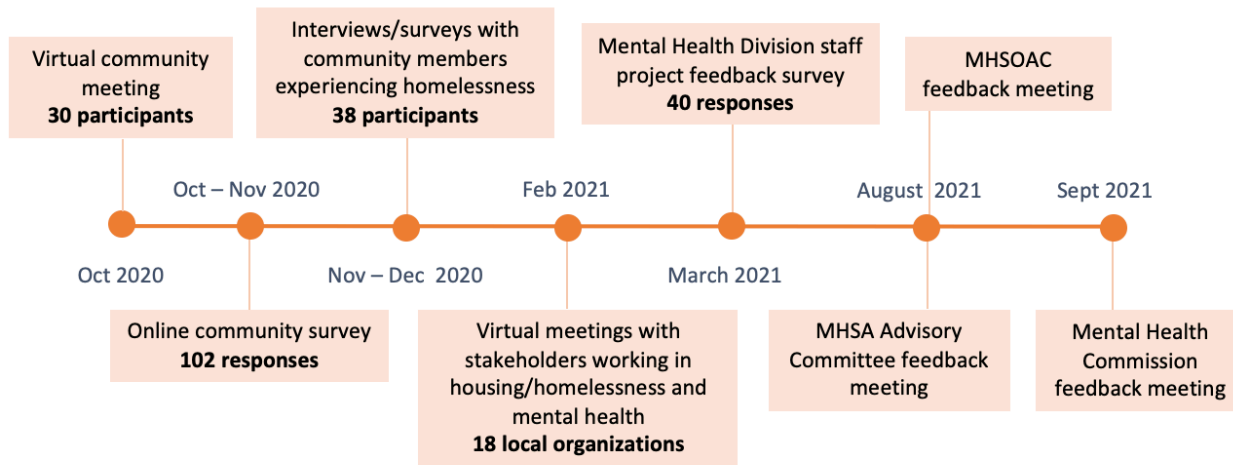 Virtual community
meeting
30 participants
Interviews/surveys with
community members
experiencing homelessness
38 participants
Mental Health Division staff
project feedback survey
40 responses
MHSOAC
feedback meeting
Oct – Nov 2020
Feb 2021
August 2021
Sept 2021
Oct 2020
Nov – Dec 2020
March 2021
Online community survey
102 responses
Virtual meetings with
stakeholders working in
housing/homelessness and
mental health
18 local organizations
MHSA Advisory
Committee feedback
meeting
Mental Health
Commission
feedback meeting